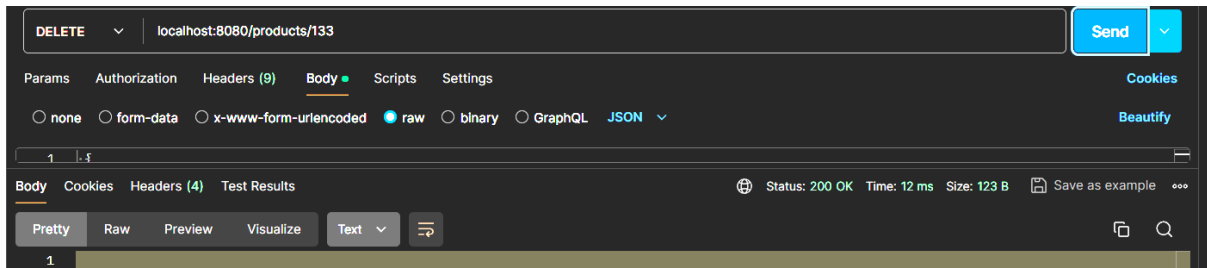 DELETE localhost:8080/products/133 Send
Params Authorization Headers (9) Body Scripts Settings Cookies
none form-data x-www-form-urlencoded raw binary GraphQL JSON Beautify
1 {
Body Cookies Headers (4) Test Results Status: 200 OK Time: 12 ms Size: 123 B Save as example
Pretty Raw Preview Visualize Text
1